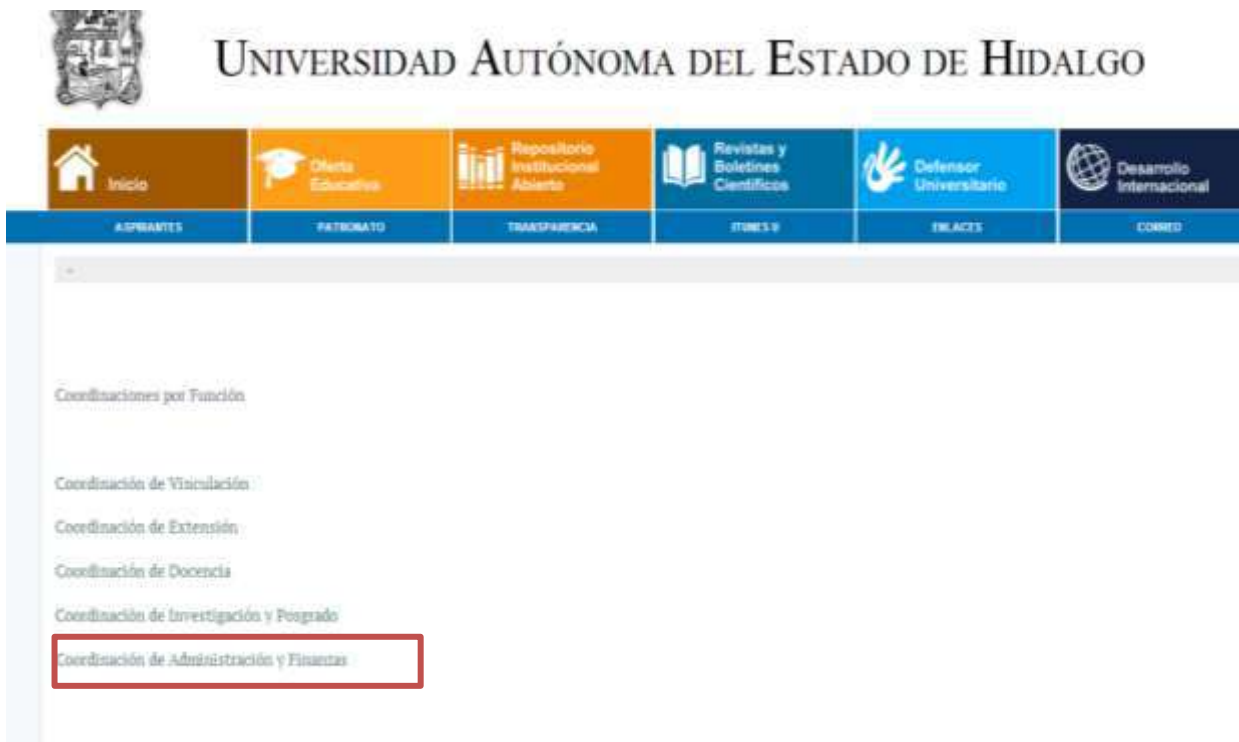 UNIVERSIDAD AUTÓNOMA DEL ESTADO DE HIDALGO
Inicio
Oferta
Educativa
Repositorio
Institucional
Abierto
Revistas y
Boletines
Científicos
Defensor
Universitario
Desarrollo
Internacional
ASPIRANTES
PATRONATO
TRANSPARENCIA
ITUNES U
ENLACES
CORREO
Coordinaciones por Función
Coordinación de Vinculación
Coordinación de Extensión
Coordinación de Docencia
Coordinación de Investigación y Posgrado
Coordinación de Administración y Finanzas